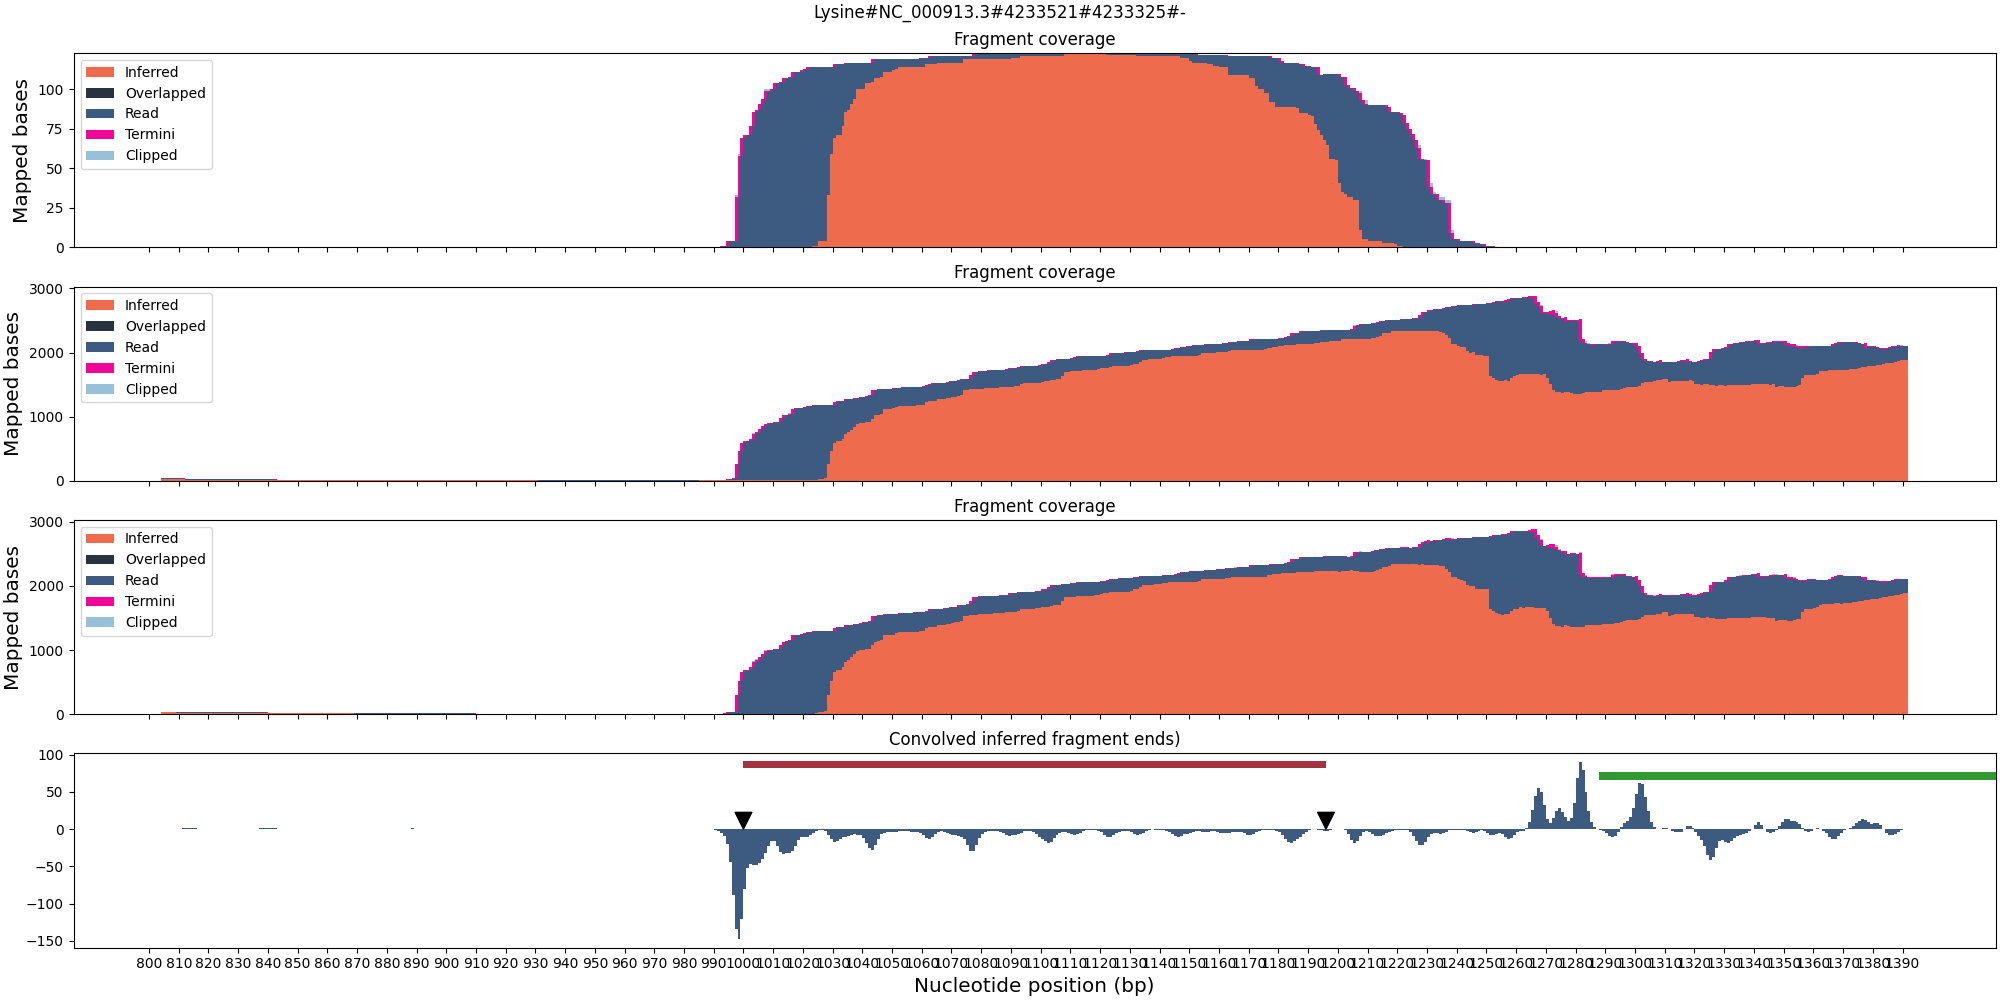 Lysine#NC_000913.3#4233521#4233325#-
Fragment coverage
Mapped bases
100
75
50
25
0
Inferred
Overlapped
Read
Termini
Clipped
Fragment coverage
Mapped bases
3000
2000
1000
0
Inferred
Overlapped
Read
Termini
Clipped
Fragment coverage
Mapped bases
3000
2000
1000
0
Inferred
Overlapped
Read
Termini
Clipped
Convolved inferred fragment ends)
100
50
0
−50
−100
−150
800 810 820 830 840 850 860 870 880 890 900 910 920 930 940 950 960 970 980 990 1000 1010 1020 1030 1040 1050 1060 1070 1080 1090 1100 1110 1120 1130 1140 1150 1160 1170 1180 1190 1200 1210 1220 1230 1240 1250 1260 1270 1280 1290 1300 1310 1320 1330 1340 1350 1360 1370 1380 1390
Nucleotide position (bp)